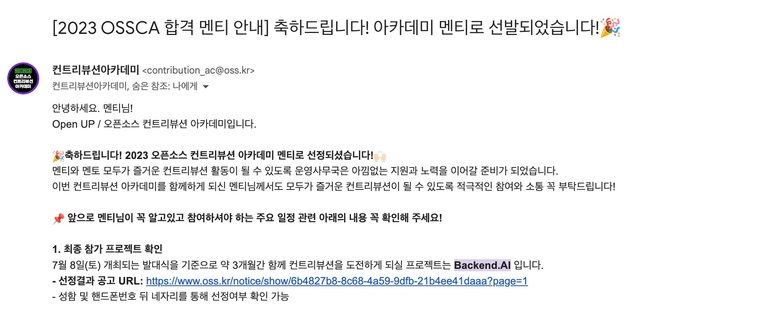 [2023 OSSCA 합격 멘티 안내] 축하드립니다! 아카데미 멘티로 선발되었습니다!🎉
오픈소스
컨트리뷰션
아카데미
컨트리뷰션아카데미 <contribution_ac@oss.kr>
컨트리뷰션아카데미, 숨은 참조: 나에게
안녕하세요. 멘티님!
Open UP / 오픈소스 컨트리뷰션 아카데미입니다.
🎉축하드립니다! 2023 오픈소스 컨트리뷰션 아카데미 멘티로 선정되셨습니다!🙌🏻
멘티와 멘토 모두가 즐거운 컨트리뷰션 활동이 될 수 있도록 운영사무국은 아낌없는 지원과 노력을 이어갈 준비가 되었습니다.
이번 컨트리뷰션 아카데미를 함께하게 되신 멘티님께서도 모두가 즐거운 컨트리뷰션이 될 수 있도록 적극적인 참여와 소통 꼭 부탁드립니다!
📌 앞으로 멘티님이 꼭 알고있고 참여하셔야 하는 주요 일정 관련 아래의 내용 꼭 확인해 주세요!
1. 최종 참가 프로젝트 확인
7월 8일(토) 개최되는 발대식을 기준으로 약 3개월간 함께 컨트리뷰션을 도전하게 되실 프로젝트는 Backend.AI 입니다.
- 선정결과 공고 URL: https://www.oss.kr/notice/show/6b4827b8-8c68-4a59-9dfb-21b4ee41daaa?page=1
- 성함 및 핸드폰번호 뒤 네자리를 통해 선정여부 확인 가능